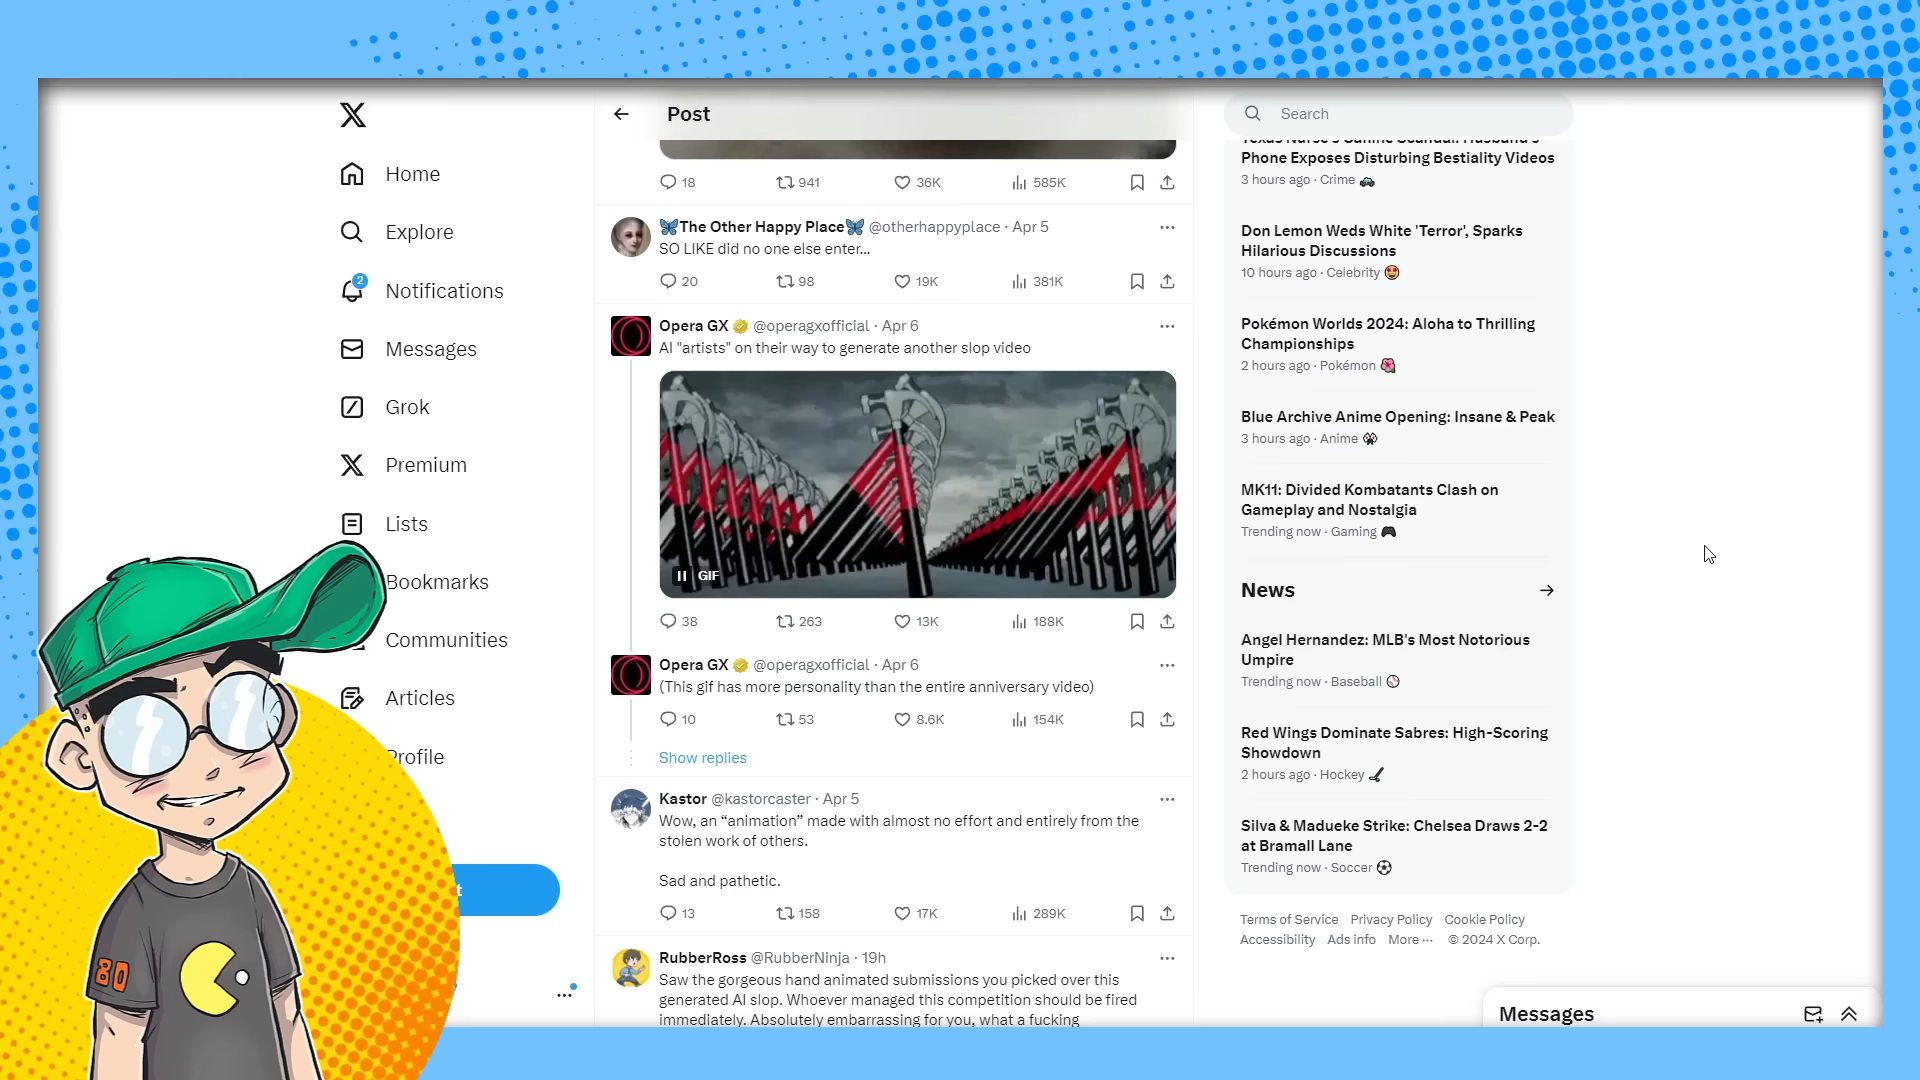 Home
Explore
2
Notifications
Messages
Grok
Premium
Lists
Bookmarks
Communities
Articles
Profile
80
Post
18 941 36K 585K
The Other Happy Place @otherhappyplace · Apr 5
SO LIKE did no one else enter...
20 98 19K 381K
Opera GX @operagxofficial · Apr 6
AI "artists" on their way to generate another slop video
GIF
38 263 13K 188K
Opera GX @operagxofficial · Apr 6
(This gif has more personality than the entire anniversary video)
10 53 8.6K 154K
Show replies
Kastor @kastorcaster · Apr 5
Wow, an “animation” made with almost no effort and entirely from the
stolen work of others.
Sad and pathetic.
13 158 17K 289K
RubberRoss @RubberNinja · 19h
Saw the gorgeous hand animated submissions you picked over this
generated AI slop. Whoever managed this competition should be fired
immediately. Absolutely embarrassing for you, what a fucking
Search
Texas Nurse's Canine Scandal: Husband's
Phone Exposes Disturbing Bestiality Videos
3 hours ago · Crime
Don Lemon Weds White 'Terror', Sparks
Hilarious Discussions
10 hours ago · Celebrity
Pokémon Worlds 2024: Aloha to Thrilling
Championships
2 hours ago · Pokémon
Blue Archive Anime Opening: Insane & Peak
3 hours ago · Anime
MK11: Divided Kombatants Clash on
Gameplay and Nostalgia
Trending now · Gaming
News
Angel Hernandez: MLB's Most Notorious
Umpire
Trending now · Baseball
Red Wings Dominate Sabres: High-Scoring
Showdown
2 hours ago · Hockey
Silva & Madueke Strike: Chelsea Draws 2-2
at Bramall Lane
Trending now · Soccer
Terms of Service Privacy Policy Cookie Policy
Accessibility Ads info More ··· © 2024 X Corp.
Messages